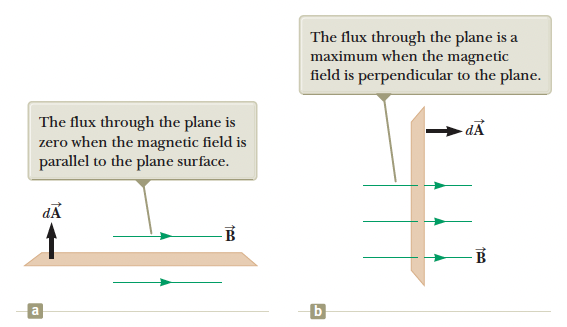 The flux through the plane is
zero when the magnetic field is
parallel to the plane surface.
dA⃗
B⃗
a
The flux through the plane is a
maximum when the magnetic
field is perpendicular to the plane.
dA⃗
B⃗
b